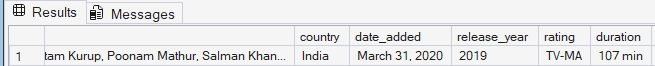 Results Messages
country date_added release_year rating duration
1 tam Kurup, Poonam Mathur, Salman Khan... India March 31, 2020 2019 TV-MA 107 min